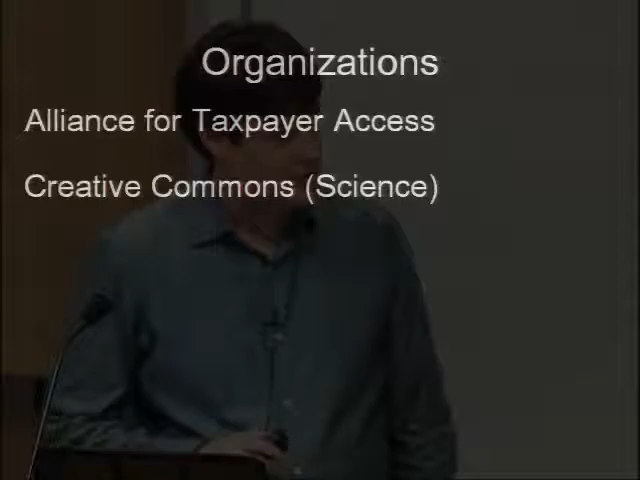 Organizations
Alliance for Taxpayer Access
Creative Commons (Science)